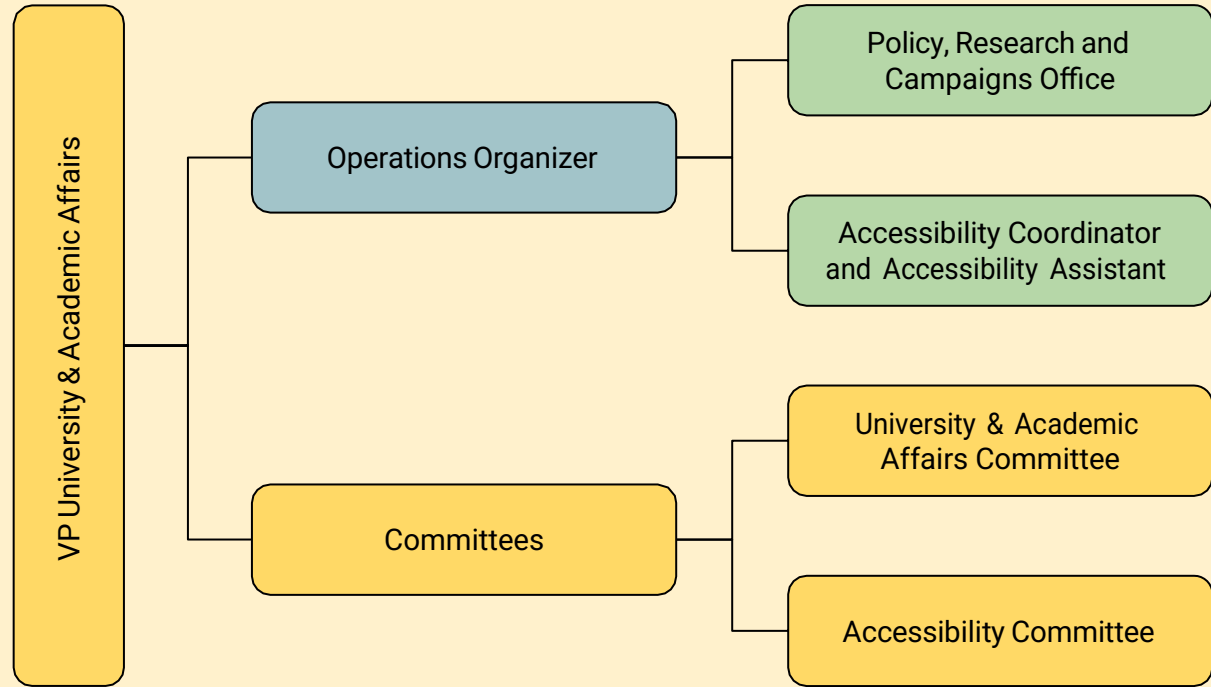 VP University & Academic Affairs
Operations Organizer
Policy, Research and
Campaigns Office
Accessibility Coordinator
and Accessibility Assistant
Committees
University & Academic
Affairs Committee
Accessibility Committee